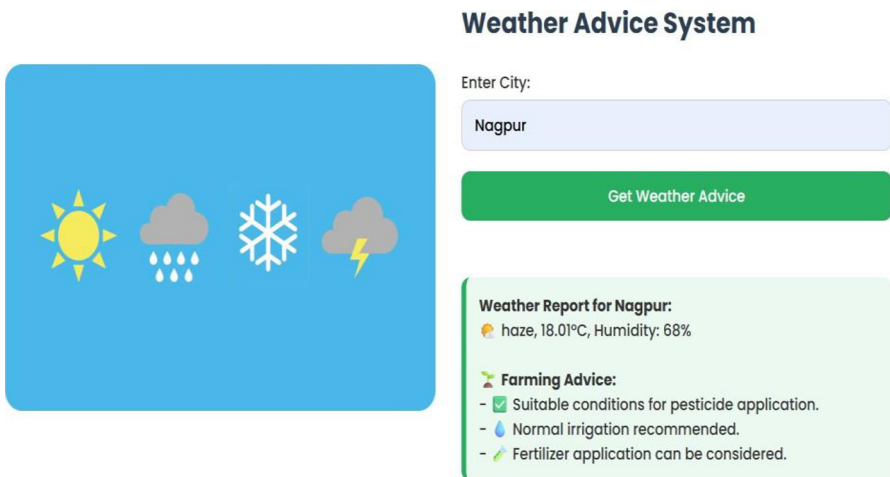 Weather Advice System
Enter City:
Nagpur
Get Weather Advice
Weather Report for Nagpur:
🌤️ haze, 18.01°C, Humidity: 68%
🌱 Farming Advice:
- ✅ Suitable conditions for pesticide application.
- 💧 Normal irrigation recommended.
- 🧪 Fertilizer application can be considered.